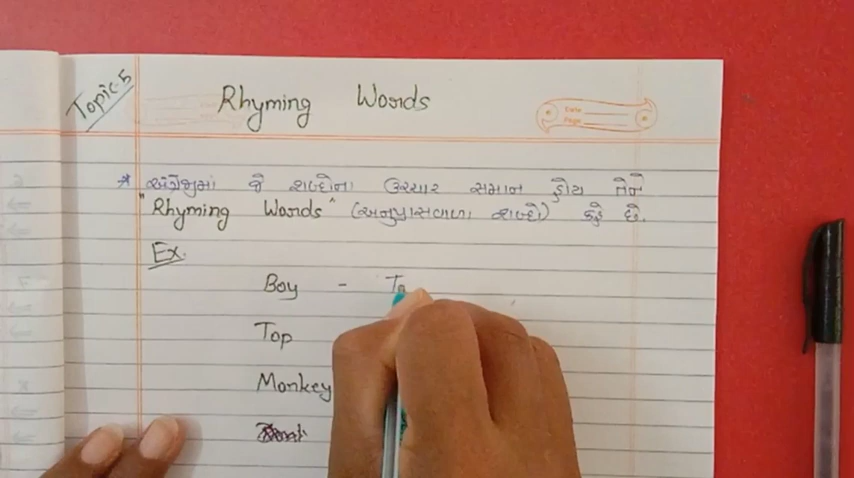 Topic-5
Rhyming Words
Date
Page
* અંગ્રેજીમાં જે શબ્દોના ઉચ્ચાર સમાન હોય તેને
"Rhyming Words" (અનુપ્રાસવાળા શબ્દો) કહે છે.
Ex.
Boy - To
Top
Monkey